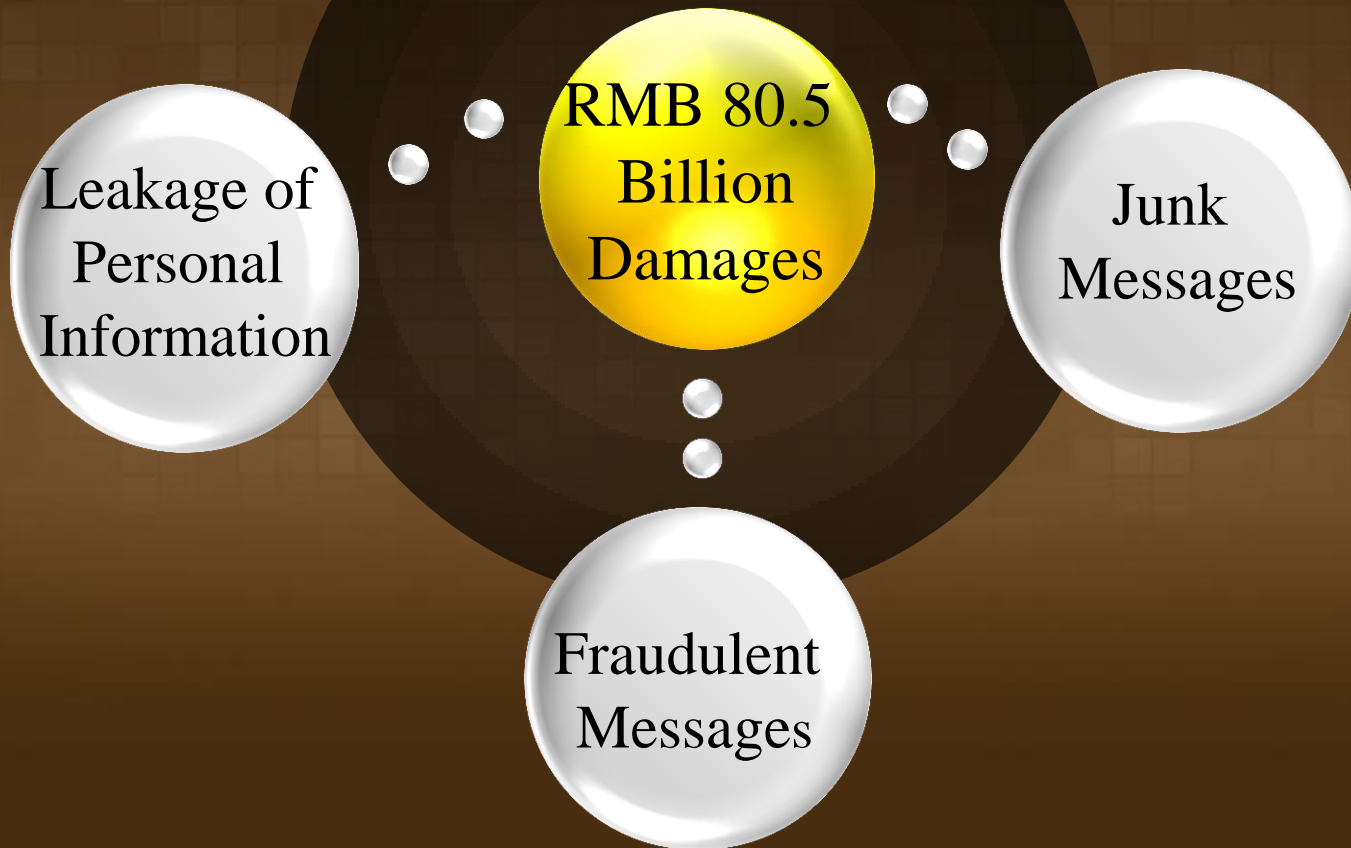 RMB 80.5
Billion
Damages
Leakage of
Personal
Information
Junk
Messages
Fraudulent
Messages